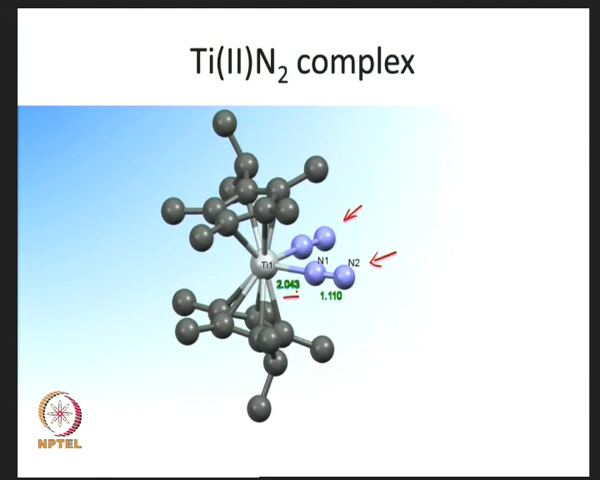 Ti(II)N₂ complex
Ti1
N1
N2
2.043
1.110
NPTEL